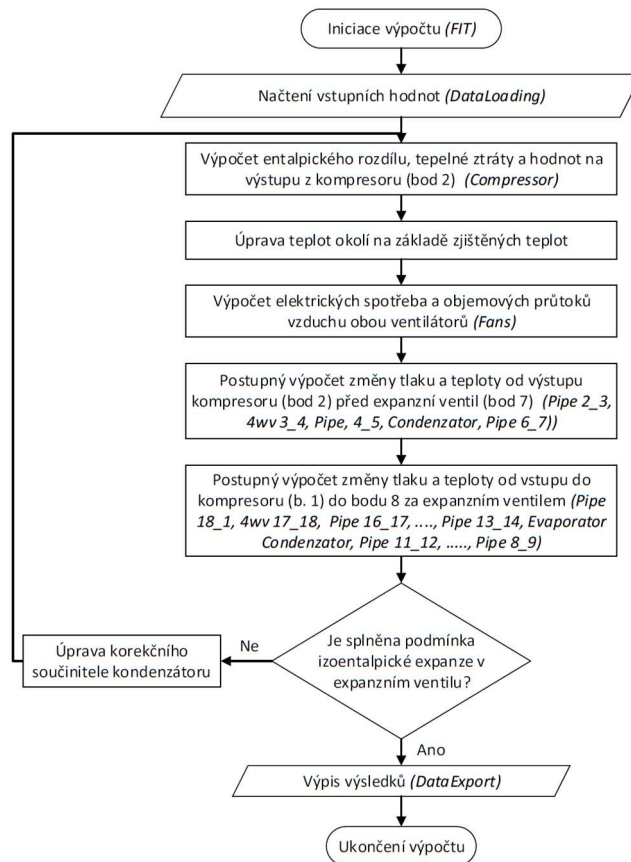 Iniciace výpočtu (FIT)
Načtení vstupních hodnot (DataLoading)
Výpočet entalpického rozdílu, tepelné ztráty a hodnot na
výstupu z kompresoru (bod 2) (Compressor)
Úprava teplot okolí na základě zjištěných teplot
Výpočet elektrických spotřeba a objemových průtoků
vzduchu obou ventilátorů (Fans)
Postupný výpočet změny tlaku a teploty od výstupu
kompresoru (bod 2) před expanzní ventil (bod 7) (Pipe 2_3,
4wv 3_4, Pipe, 4_5, Condenzator, Pipe 6_7))
Postupný výpočet změny tlaku a teploty od vstupu do
kompresoru (b. 1) do bodu 8 za expanzním ventilem (Pipe
18_1, 4wv 17_18, Pipe 16_17, ...., Pipe 13_14, Evaporator
Condenzator, Pipe 11_12, ....., Pipe 8_9)
Je splněna podmínka
izoentalpické expanze v
expanzním ventilu?
Ne
Úprava korekčního
součinitele kondenzátoru
Ano
Výpis výsledků (DataExport)
Ukončení výpočtu